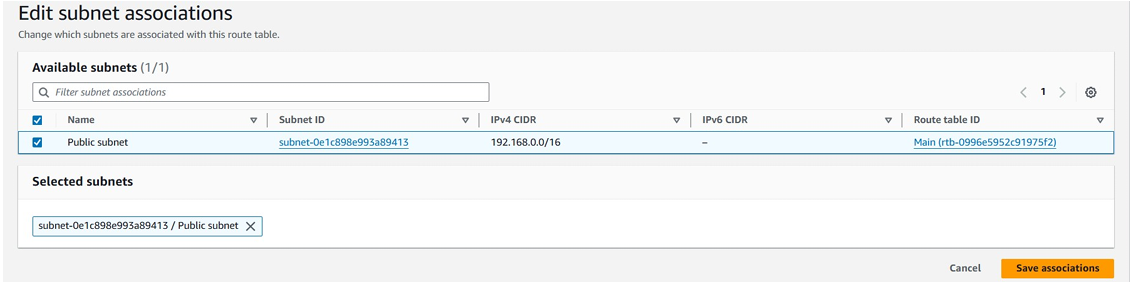 Edit subnet associations
Change which subnets are associated with this route table.
Available subnets (1/1)
Filter subnet associations
1
Name Subnet ID IPv4 CIDR IPv6 CIDR Route table ID
Public subnet subnet-0e1c898e993a89413 192.168.0.0/16 – Main (rtb-0996e5952c91975f2)
Selected subnets
subnet-0e1c898e993a89413 / Public subnet
Cancel Save associations